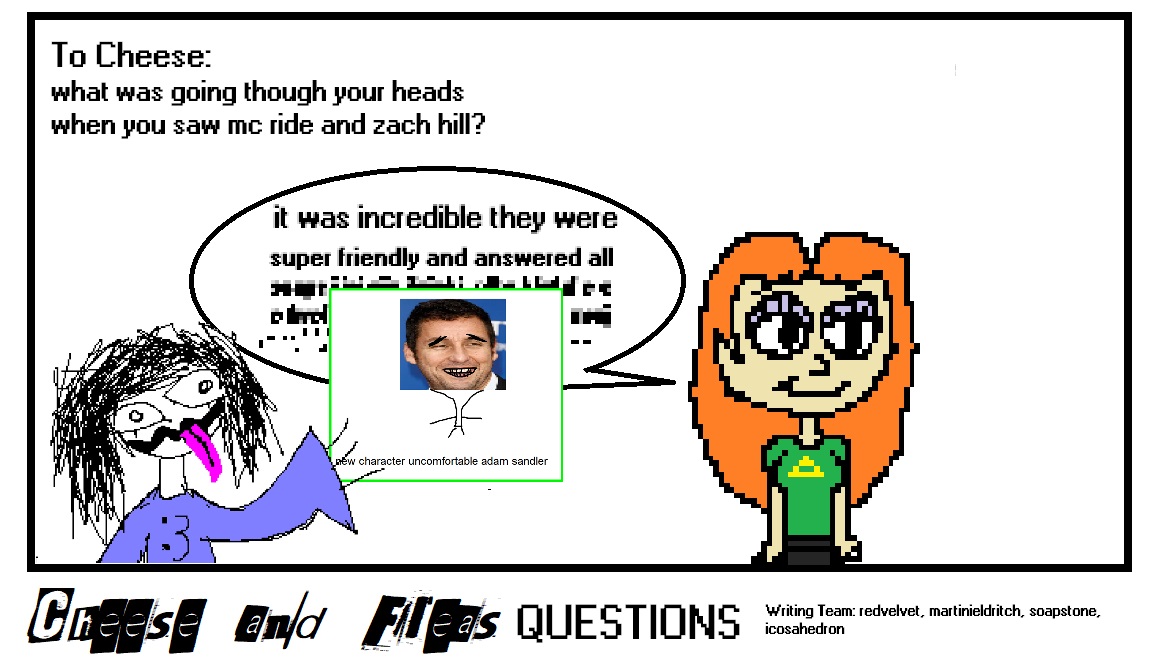 To Cheese:
what was going though your heads
when you saw mc ride and zach hill?
it was incredible they were
super friendly and answered all
new character uncomfortable adam sandler
Cheese and Fleas QUESTIONS
Writing Team: redvelvet, martinieldritch, soapstone,
icosahedron